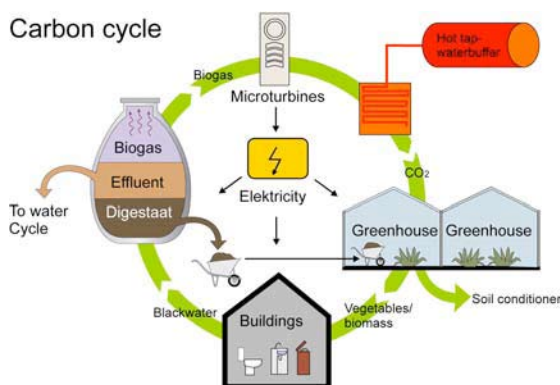 Carbon cycle
Hot tap-
waterbuffer
Biogas
Microturbines
Biogas
Effluent
Digestaat
Elektricity
CO₂
To water
Cycle
Greenhouse
Greenhouse
Blackwater
Buildings
Vegetables/
biomass
Soil conditioner